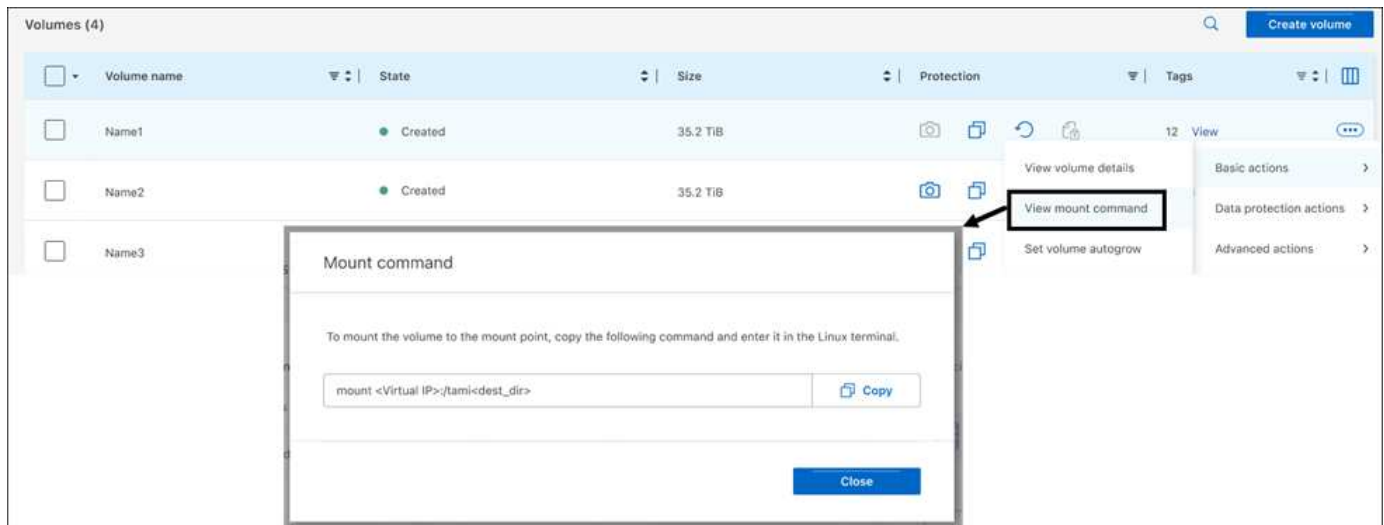 Volumes (4)
Create volume
Volume name State Size Protection Tags
Name1 Created 35.2 TiB 12 View
View volume details Basic actions
Name2 Created 35.2 TiB
View mount command Data protection actions
Name3 Set volume autogrow Advanced actions
Mount command
To mount the volume to the mount point, copy the following command and enter it in the Linux terminal.
mount <Virtual IP>:/tami<dest_dir> Copy
Close